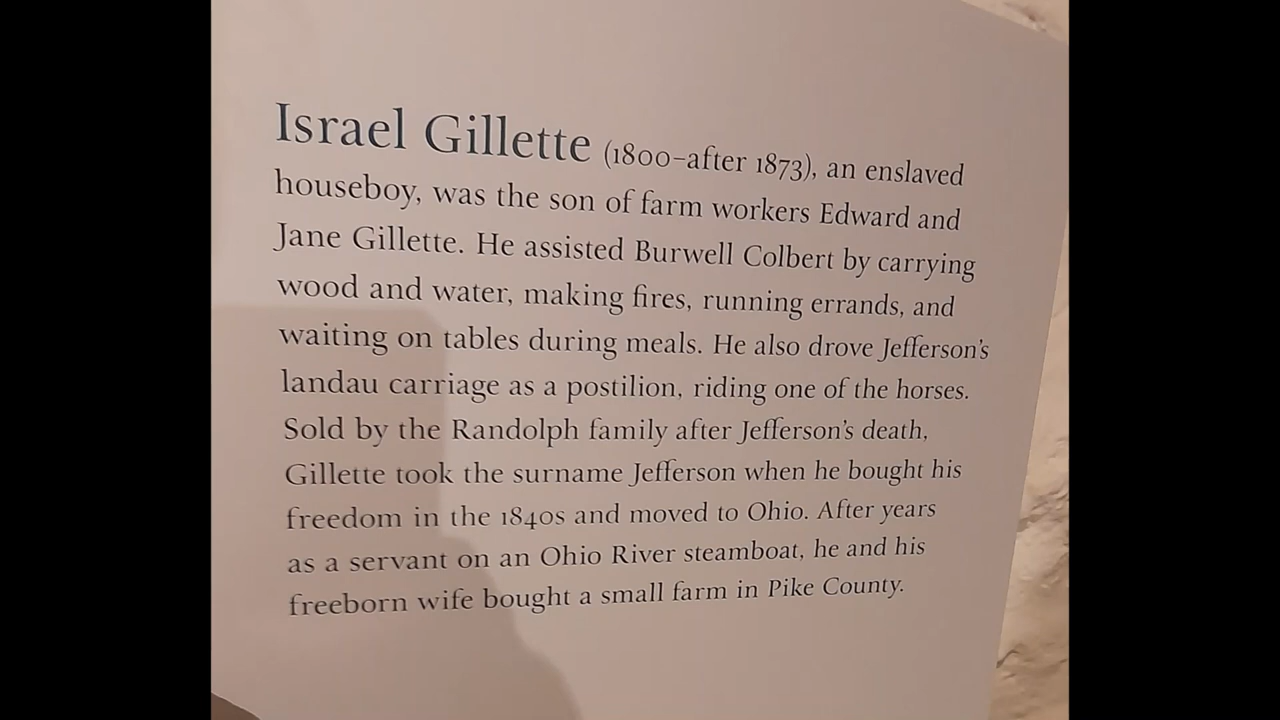 Israel Gillette (1800–after 1873), an enslaved
houseboy, was the son of farm workers Edward and
Jane Gillette. He assisted Burwell Colbert by carrying
wood and water, making fires, running errands, and
waiting on tables during meals. He also drove Jefferson's
landau carriage as a postilion, riding one of the horses.
Sold by the Randolph family after Jefferson's death,
Gillette took the surname Jefferson when he bought his
freedom in the 1840s and moved to Ohio. After years
as a servant on an Ohio River steamboat, he and his
freeborn wife bought a small farm in Pike County.